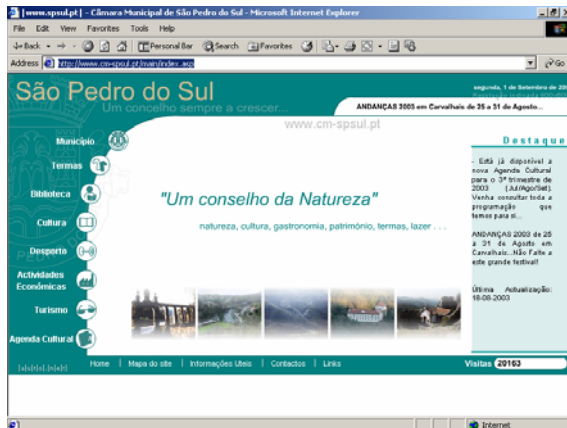 [www.spsul.pt] - Câmara Municipal de São Pedro do Sul - Microsoft Internet Explorer
File Edit View Favorites Tools Help
Back Personal Bar Search Favorites
Address http://www.cm-spsul.pt/main/index.asp Go
São Pedro do Sul
Um concelho sempre a crescer...
segunda, 1 de Setembro de
ANDANÇAS 2003 em Carvalhais de 25 a 31 de Agosto...
www.cm-spsul.pt
Município
Termas
Biblioteca
Cultura
Desporto
Actividades
Económicas
Turismo
Agenda Cultural
"Um conselho da Natureza"
natureza, cultura, gastronomia, património, termas, lazer . . .
Destaque
- Está já disponível a
nova Agenda Cultural
para o 3º trimestre de
2003 (Jul/Ago/Set).
Venha consultar toda a
programação que
temos para si...
ANDANÇAS 2003 de 25
a 31 de Agosto em
Carvalhais...Não Falte a
este grande festival!
Última Actualização:
18-08-2003
Home | Mapa do site | Informações Uteis | Contactos | Links
Visitas 20163
Internet